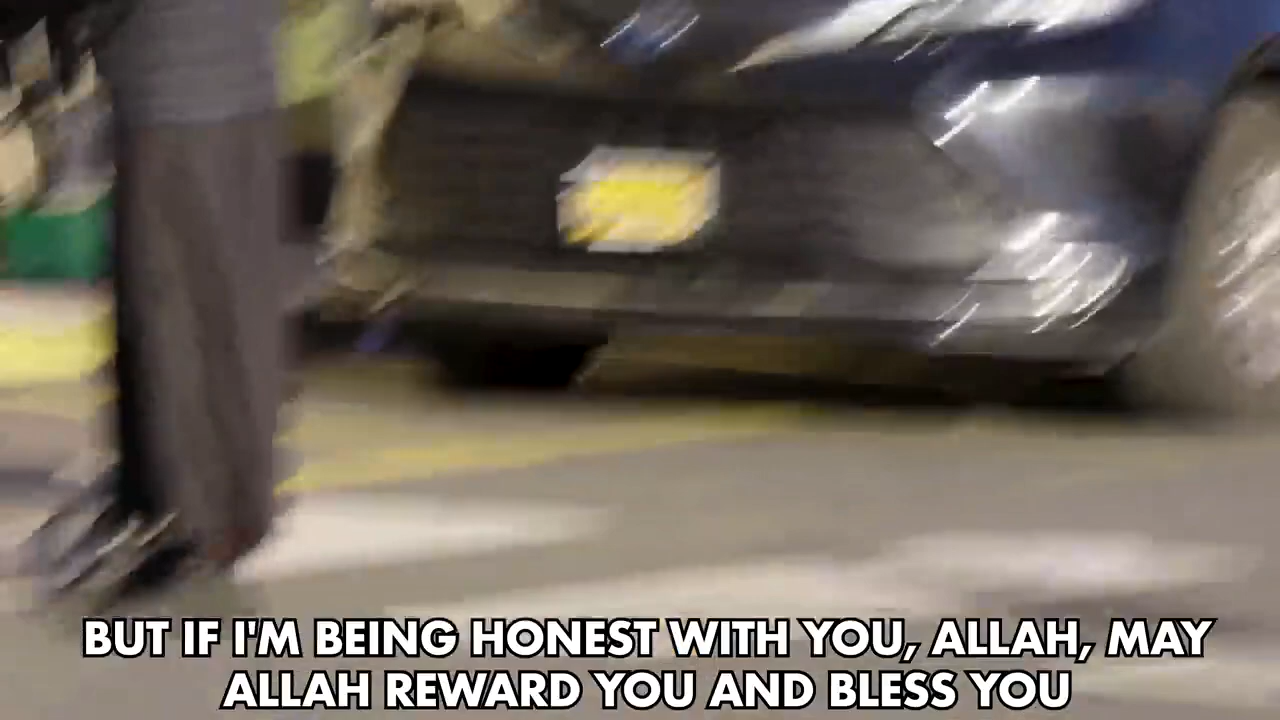 BUT IF I'M BEING HONEST WITH YOU, ALLAH, MAY
ALLAH REWARD YOU AND BLESS YOU